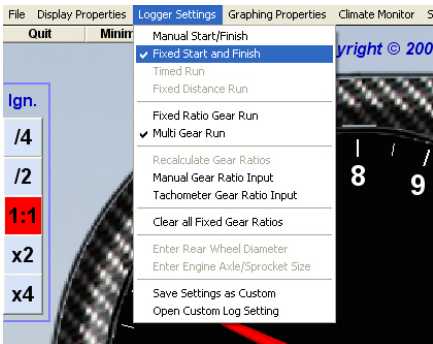 File Display Properties Logger Settings Graphing Properties Climate Monitor S
Quit Minim
Manual Start/Finish
Fixed Start and Finish
yright © 200
Timed Run
Fixed Distance Run
Ign.
Fixed Ratio Gear Run
/4
Multi Gear Run
Recalculate Gear Ratios
/2
Manual Gear Ratio Input
8
9
Tachometer Gear Ratio Input
1:1
Clear all Fixed Gear Ratios
Enter Rear Wheel Diameter
x2
Enter Engine Axle/Sprocket Size
x4
Save Settings as Custom
Open Custom Log Setting